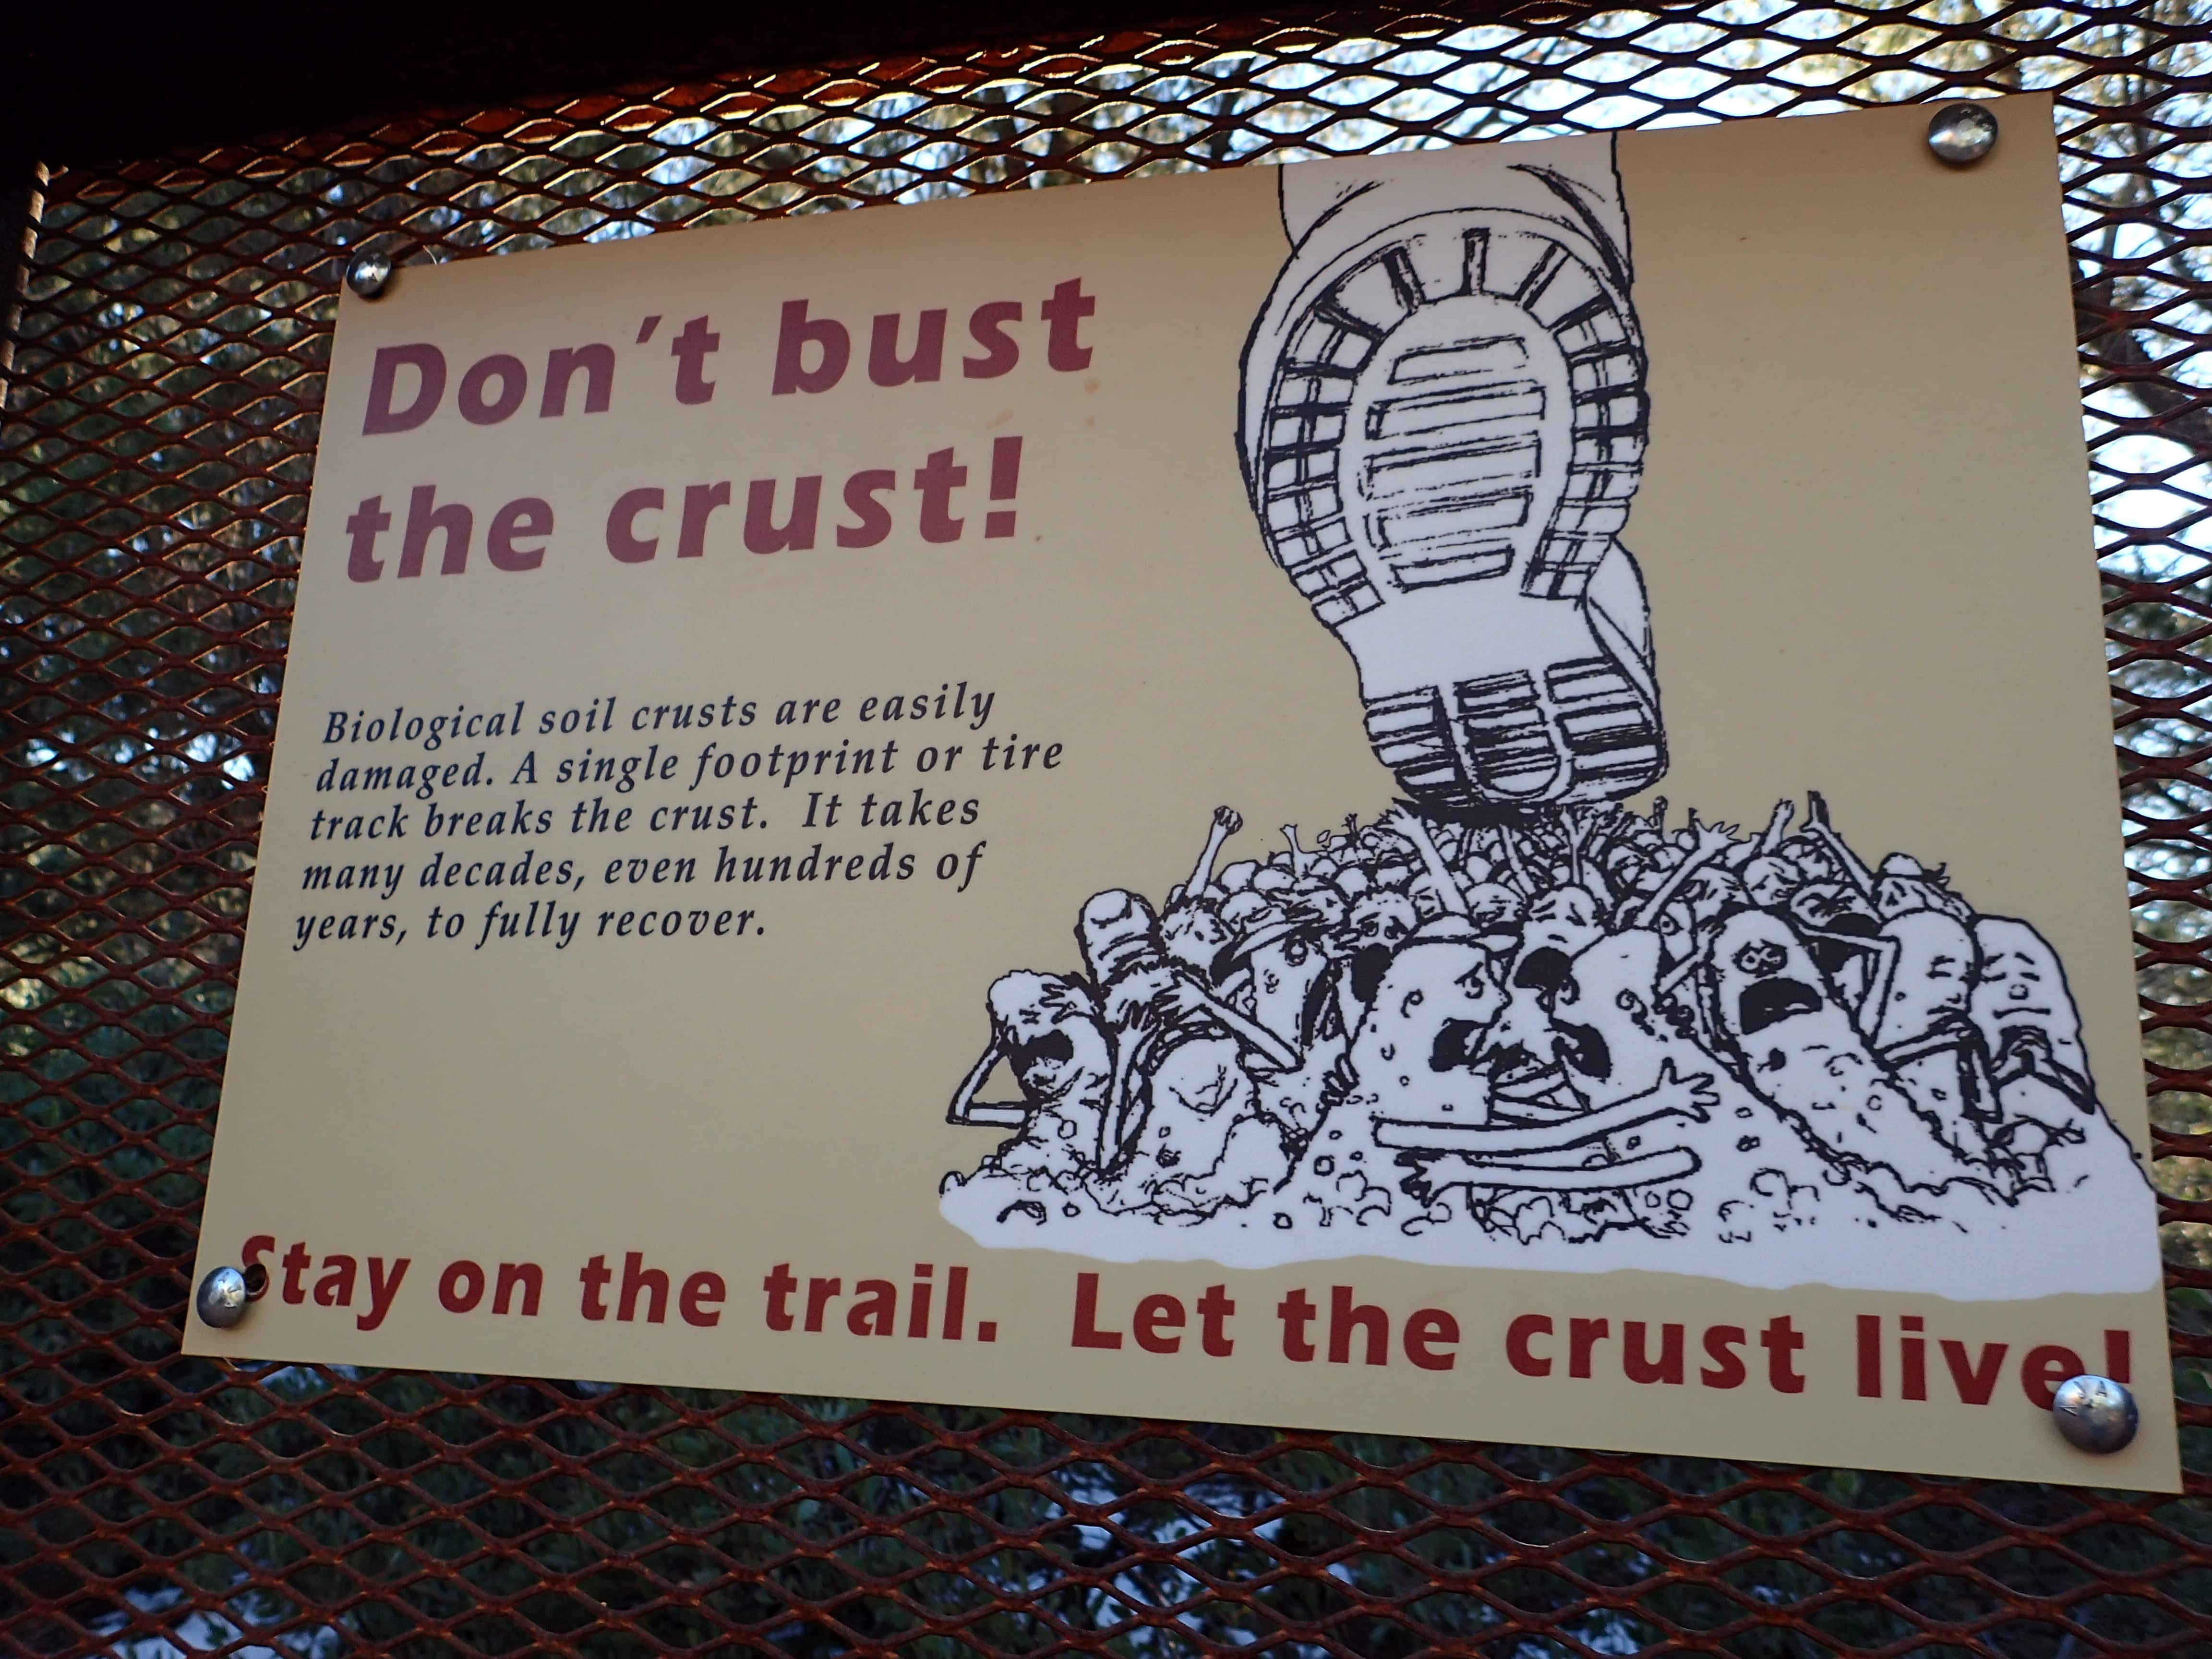 Don't bust
the crust!
Biological soil crusts are easily
damaged. A single footprint or tire
track breaks the crust. It takes
many decades, even hundreds of
years, to fully recover.
Stay on the trail. Let the crust live!